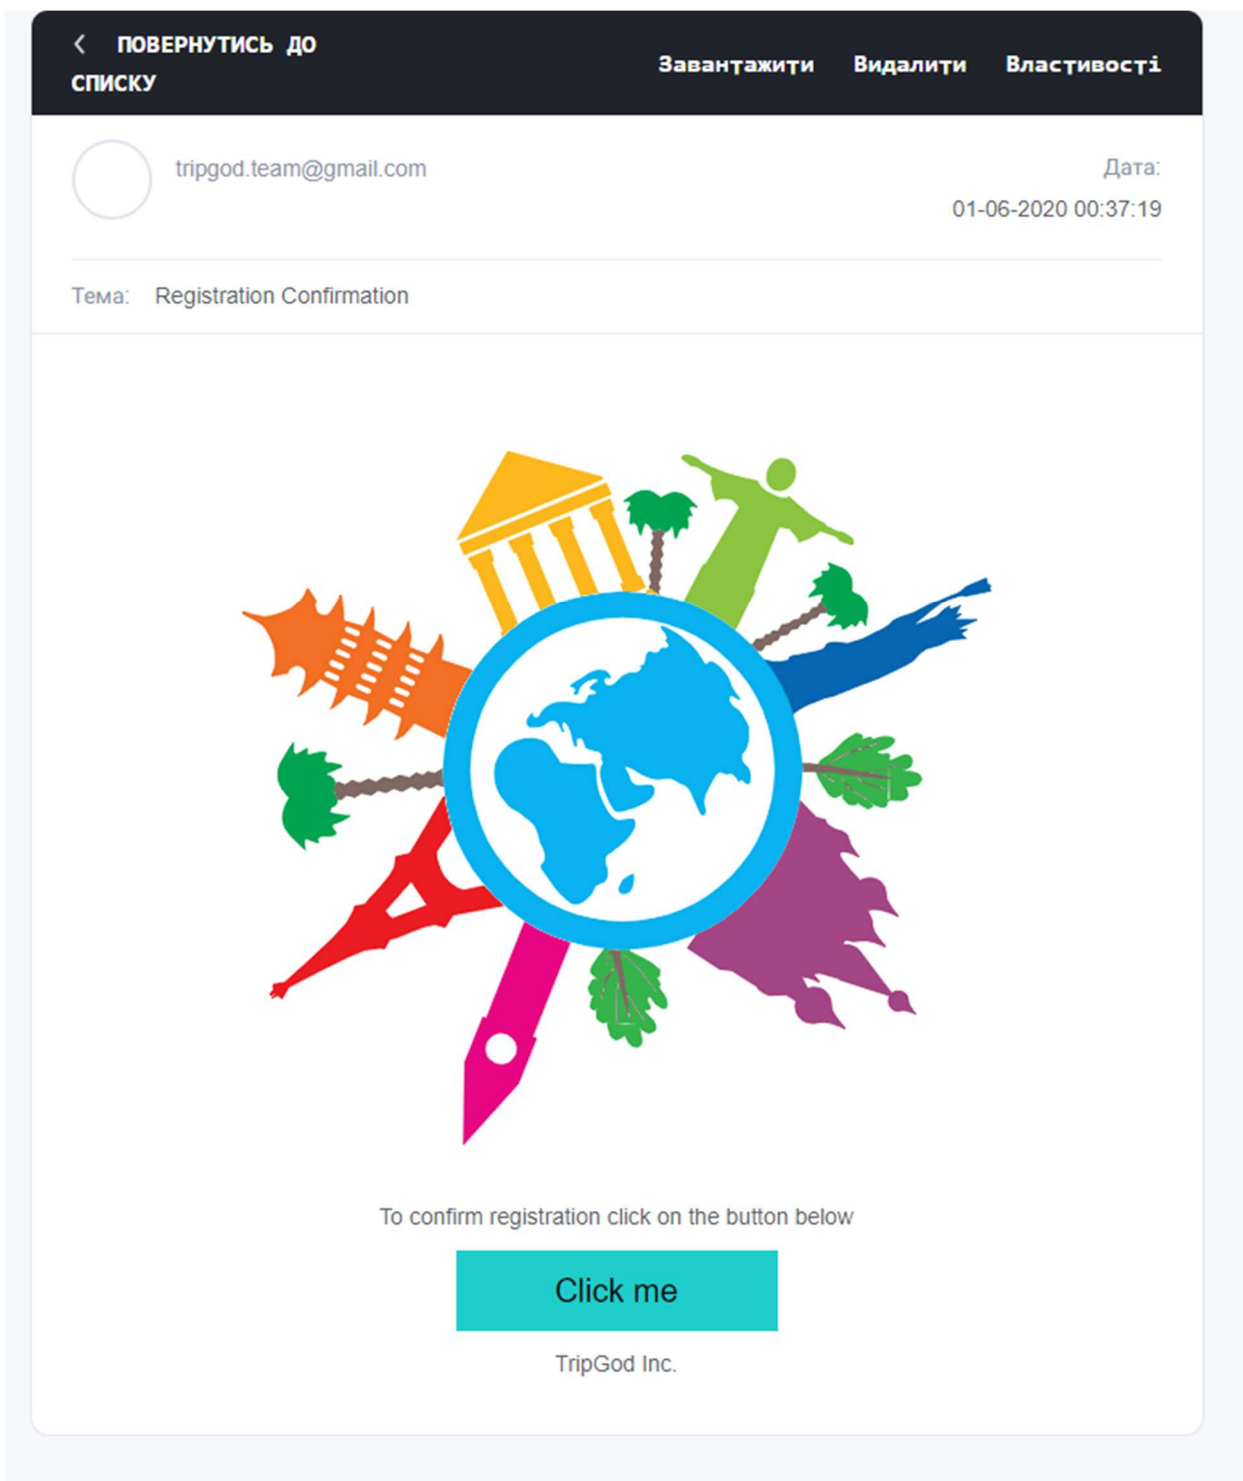 ПОВЕРНУТИСЬ ДО
СПИСКУ
Завантажити Видалити Властивості
tripgod.team@gmail.com
Дата:
01-06-2020 00:37:19
Тема: Registration Confirmation
To confirm registration click on the button below
Click me
TripGod Inc.